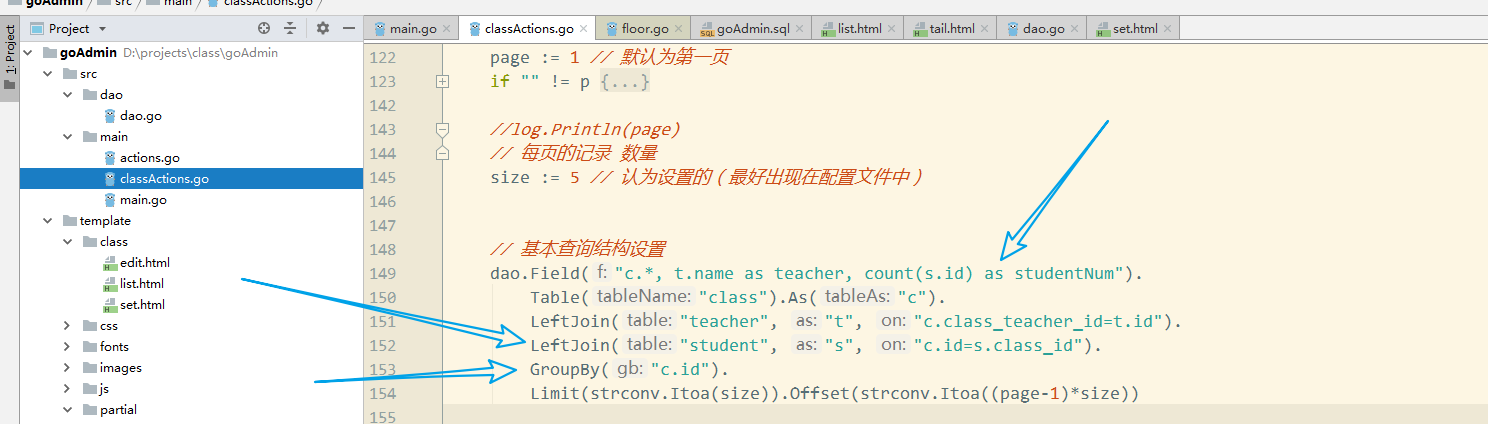 goAdmin src main classActions.go
1: Project
Project
main.go classActions.go floor.go goAdmin.sql list.html tail.html dao.go set.html
goAdmin D:\projects\class\goAdmin
src
dao
dao.go
main
actions.go
classActions.go
main.go
template
class
edit.html
list.html
set.html
css
fonts
images
js
partial
122 page := 1 // 默认为第一页
123 if "" != p {...}
142
143 //log.Println(page)
144 // 每页的记录 数量
145 size := 5 // 认为设置的(最好出现在配置文件中)
146
147
148 // 基本查询结构设置
149 dao.Field( f: "c.*, t.name as teacher, count(s.id) as studentNum").
150 Table( tableName: "class").As( tableAs: "c").
151 LeftJoin( table: "teacher", as: "t", on: "c.class_teacher_id=t.id").
152 LeftJoin( table: "student", as: "s", on: "c.id=s.class_id").
153 GroupBy( gb: "c.id").
154 Limit(strconv.Itoa(size)).Offset(strconv.Itoa((page-1)*size))
155